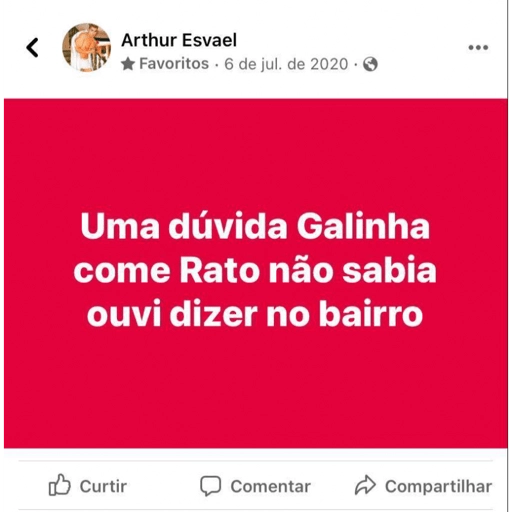 Arthur Esvael
Favoritos · 6 de jul. de 2020 ·
Uma dúvida Galinha
come Rato não sabia
ouvi dizer no bairro
Curtir
Comentar
Compartilhar